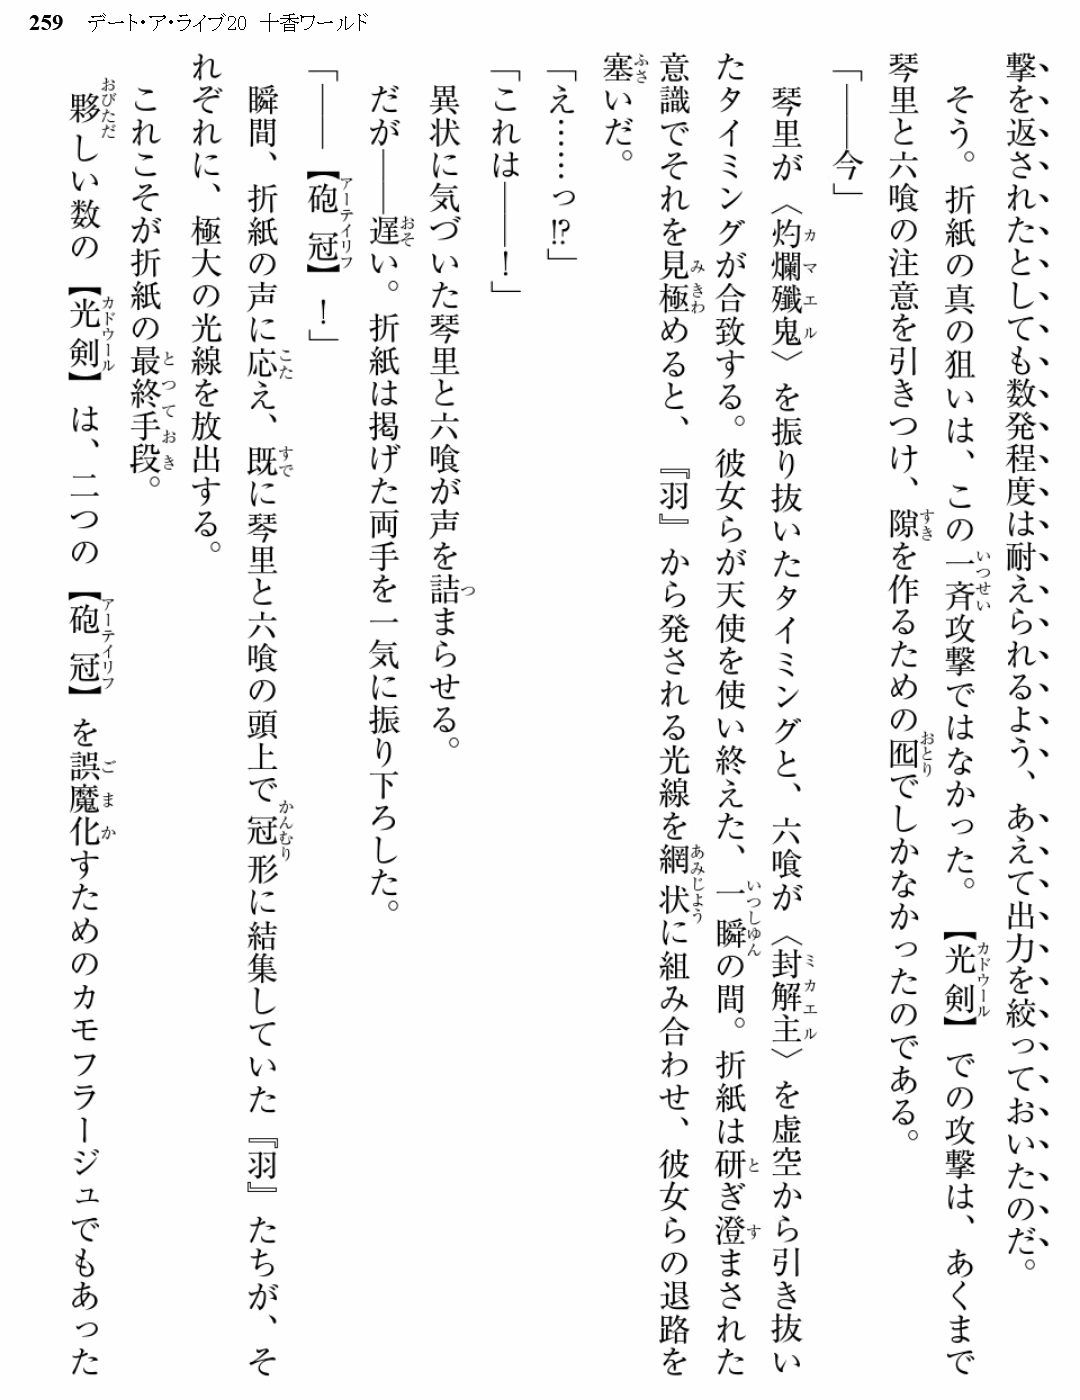 259 デート・ア・ライブ20 十香ワールド
撃を返されたとしても数発程度は耐えられるよう、あえて出力を絞っておいたのだ。
そう。折紙の真の狙いは、この一斉攻撃ではなかった。【光剣】での攻撃は、あくまで
琴里と六喰の注意を引きつけ、隙を作るための囮でしかなかったのである。
「――今」
琴里が〈灼爛殲鬼〉を振り抜いたタイミングと、六喰が〈封解主〉を虚空から引き抜い
たタイミングが合致する。彼女らが天使を使い終えた、一瞬の間。折紙は研ぎ澄まされた
意識でそれを見極めると、『羽』から発される光線を網状に組み合わせ、彼女らの退路を
塞いだ。
「え……っ!?」
「これは――！」
異状に気づいた琴里と六喰が声を詰まらせる。
だが――遅い。折紙は掲げた両手を一気に振り下ろした。
「――【砲冠】！」
瞬間、折紙の声に応え、既に琴里と六喰の頭上で冠形に結集していた『羽』たちが、そ
れぞれに、極大の光線を放出する。
これこそが折紙の最終手段。
夥しい数の【光剣】は、二つの【砲冠】を誤魔化すためのカモフラージュでもあった